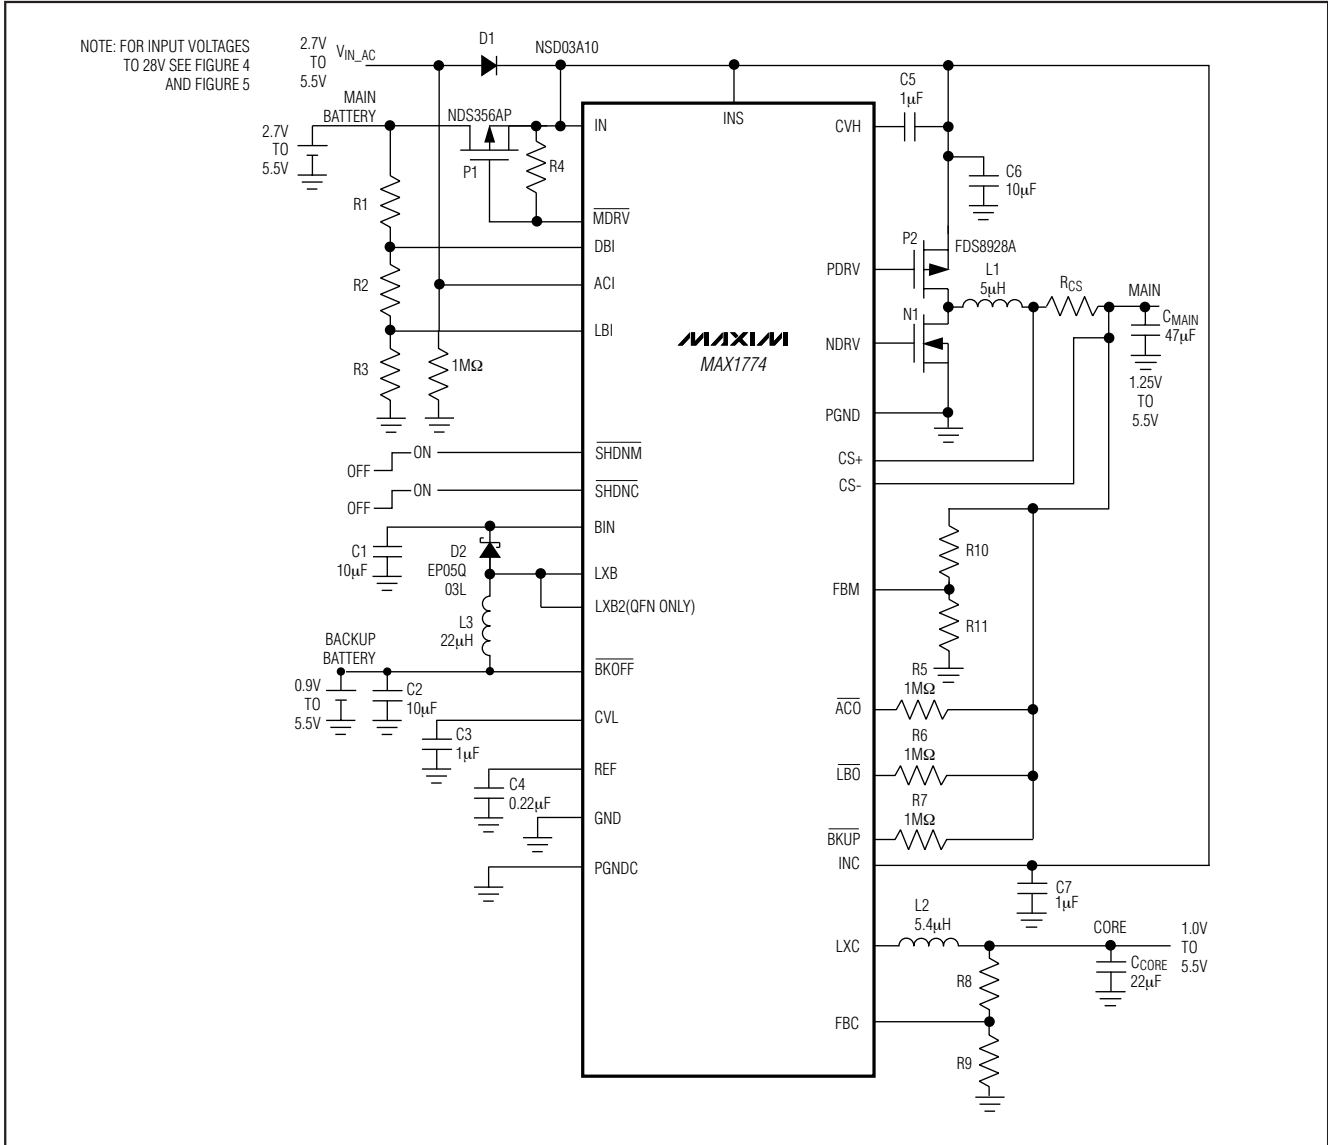 NOTE: FOR INPUT VOLTAGES
TO 28V SEE FIGURE 4
AND FIGURE 5
2.7V
TO
5.5V
VIN_AC
D1
NSD03A10
MAIN
BATTERY
2.7V
TO
5.5V
NDS356AP
P1
R4
R1
R2
R3
1MΩ
OFF
ON
OFF
ON
C1
10µF
D2
EP05Q
03L
L3
22µH
BACKUP
BATTERY
0.9V
TO
5.5V
C2
10µF
C3
1µF
C4
0.22µF
IN
MDRV
DBI
ACI
LBI
SHDNM
SHDNC
BIN
LXB
LXB2(QFN ONLY)
BKOFF
CVL
REF
GND
PGNDC
INS
MAXIM
MAX1774
CVH
PDRV
NDRV
PGND
CS+
CS-
FBM
ACO
LBO
BKUP
INC
LXC
FBC
C5
1µF
C6
10µF
P2
FDS8928A
N1
L1
5µH
RCS
MAIN
CMAIN
47µF
1.25V
TO
5.5V
R10
R11
R5
1MΩ
R6
1MΩ
R7
1MΩ
C7
1µF
L2
5.4µH
CORE
1.0V
TO
5.5V
CCORE
22µF
R8
R9